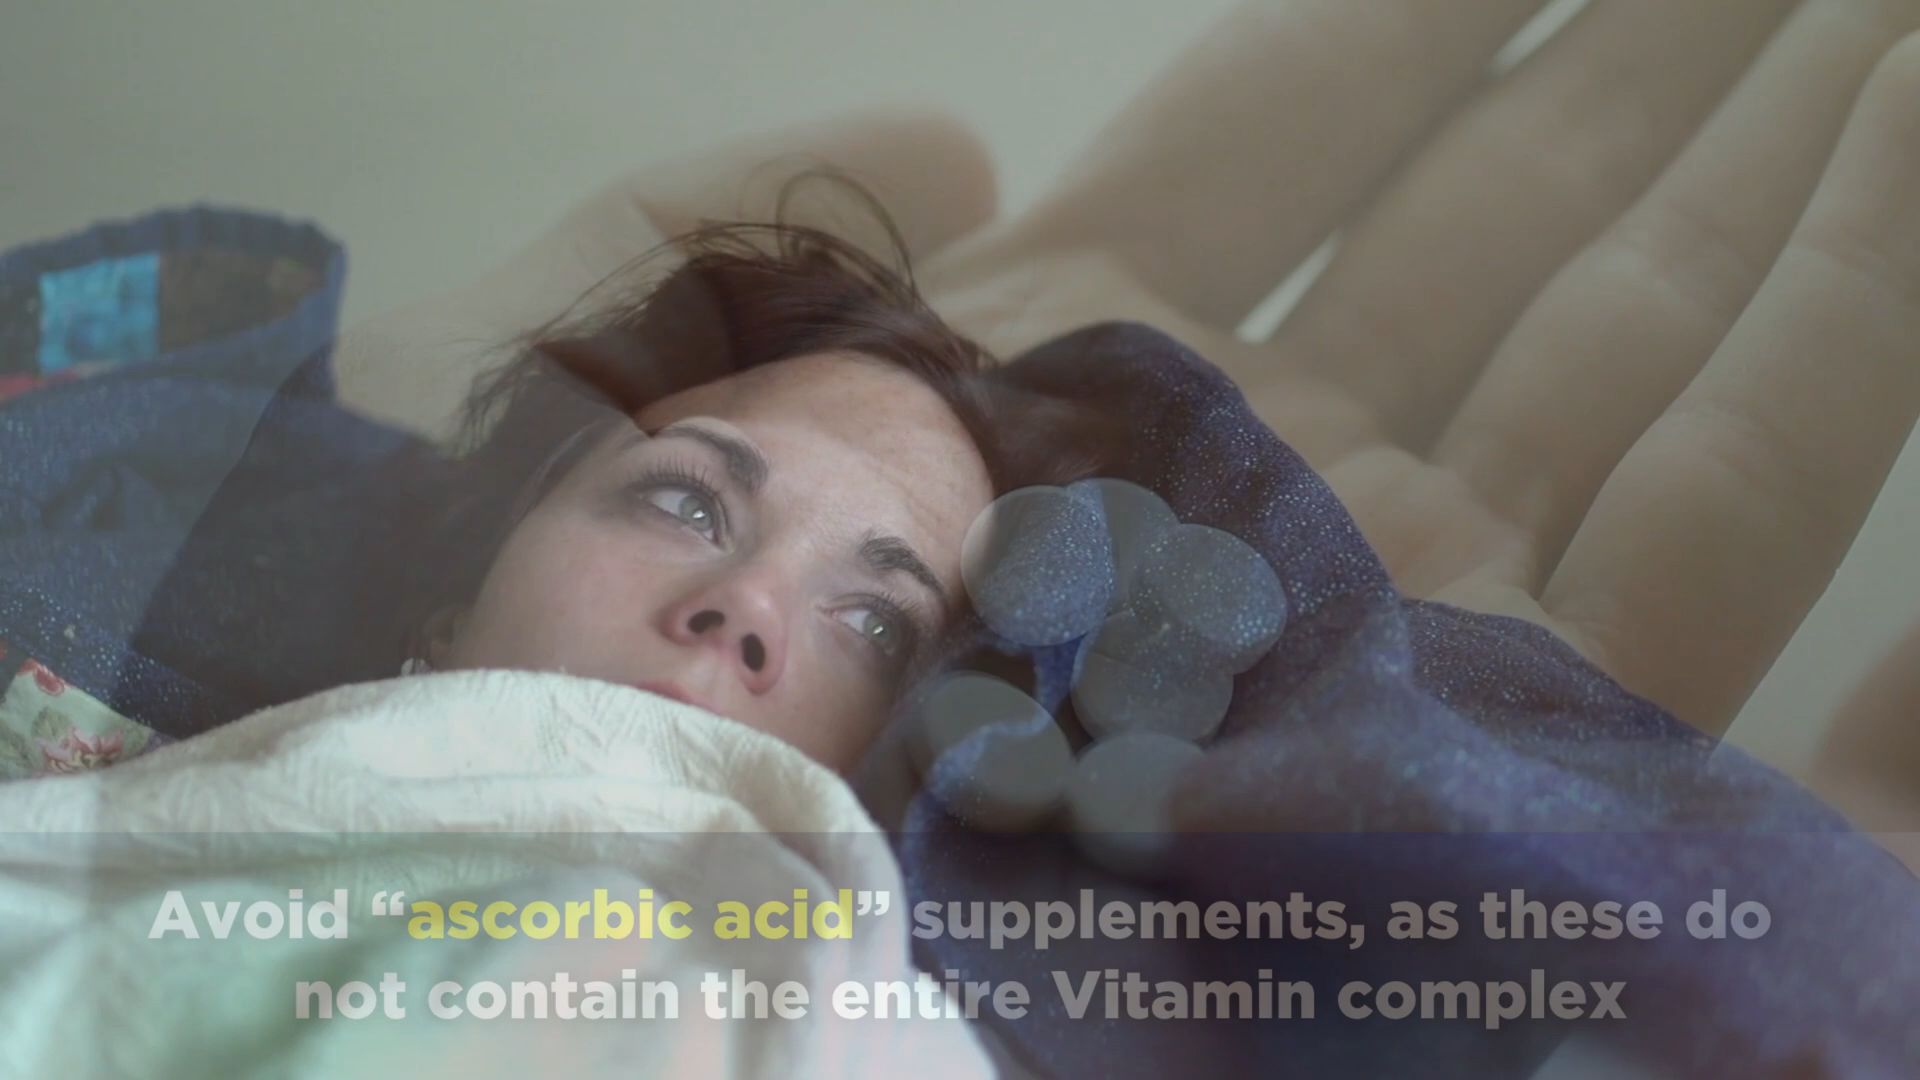 Avoid “ascorbic acid” supplements, as these do
not contain the entire Vitamin complex